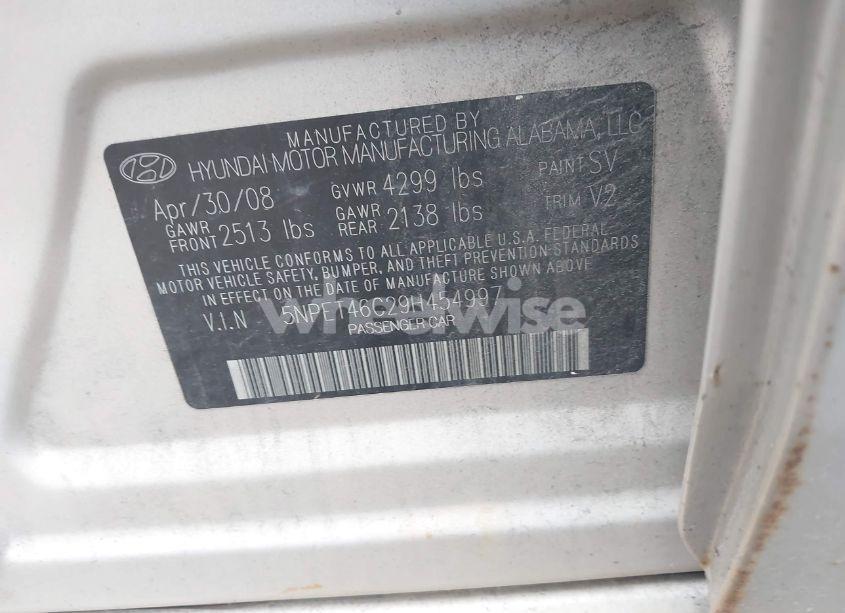 MANUFACTURED BY
HYUNDAI MOTOR MANUFACTURING ALABAMA, LLC
Apr/30/08 GVWR 4299 lbs PAINT SV
GAWR FRONT 2513 lbs GAWR REAR 2138 lbs TRIM V2
THIS VEHICLE CONFORMS TO ALL APPLICABLE U.S.A. FEDERAL
MOTOR VEHICLE SAFETY, BUMPER, AND THEFT PREVENTION STANDARDS
IN EFFECT ON THE DATE OF MANUFACTURE SHOWN ABOVE
V.I.N 5NPET46C29H454997
PASSENGER CAR
wheelwise